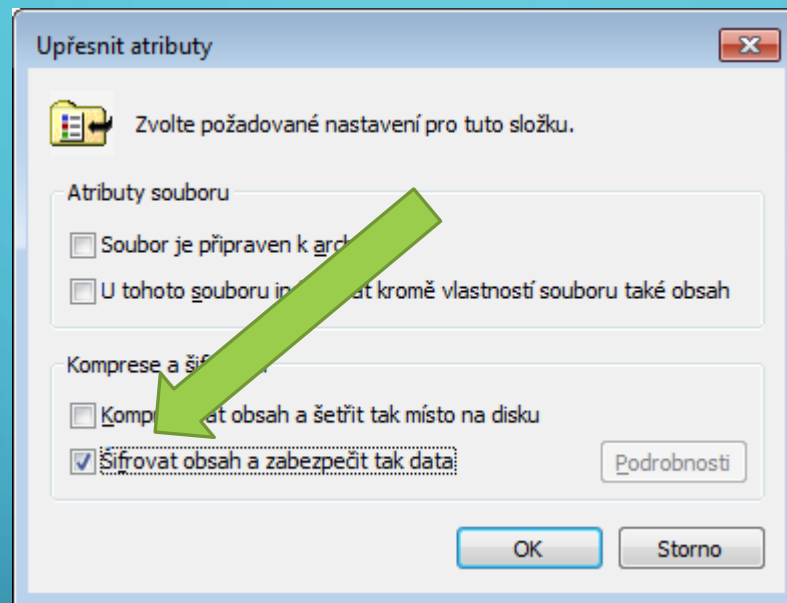 Upřesnit atributy
Zvolte požadované nastavení pro tuto složku.
Atributy souboru
Soubor je připraven k
U tohoto souboru kromě vlastností souboru také obsah
Komprese a
obsah a šetřit tak místo na disku
Šifrovat obsah a zabezpečit tak data
Podrobnosti
OK
Storno